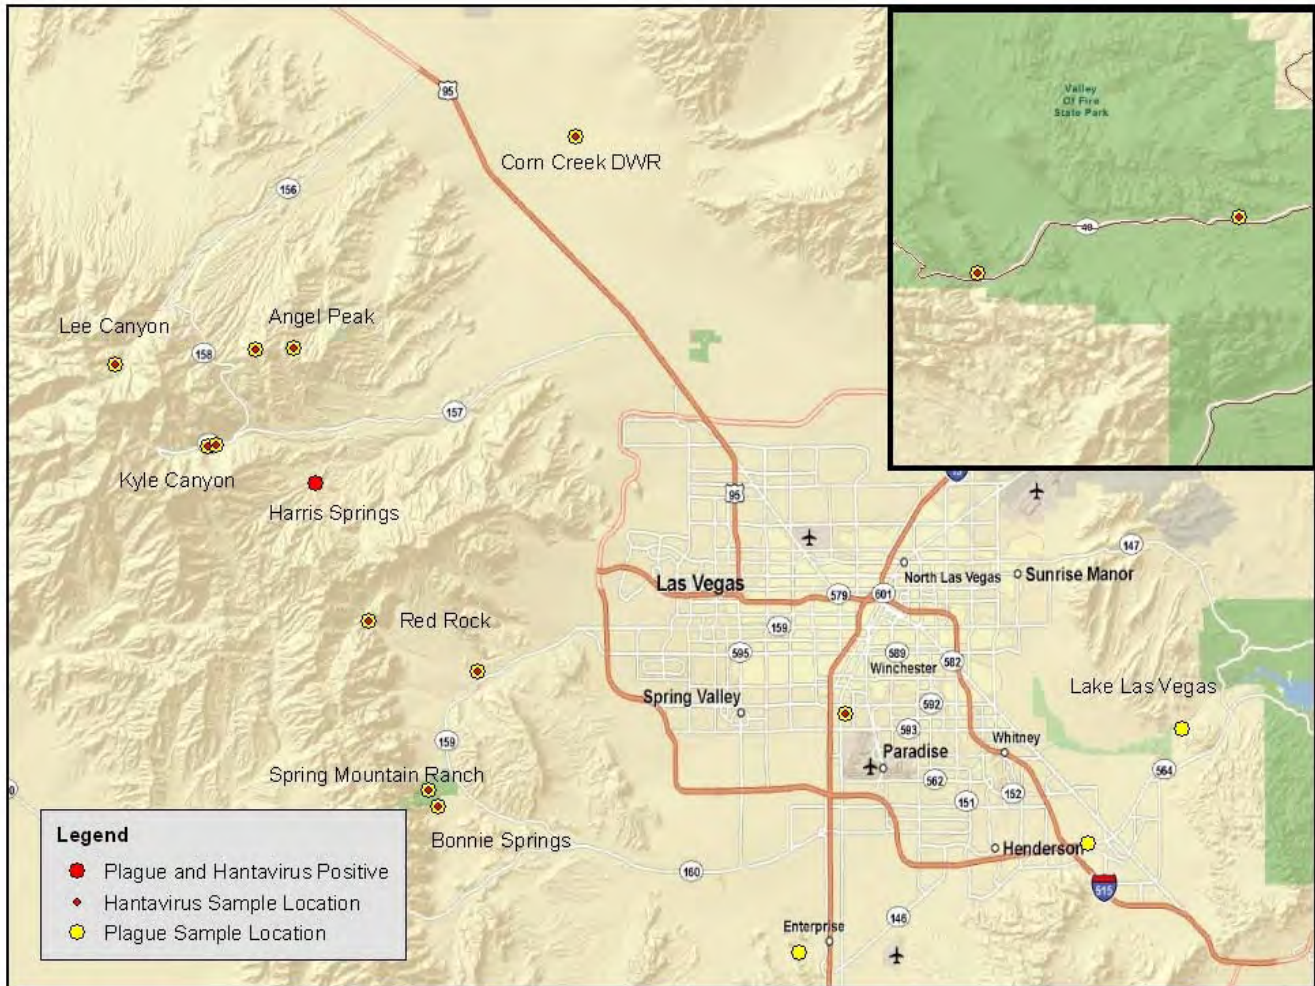 95
Corn Creek DWR
Valley
Of Fire
State Park
40
156
Lee Canyon
Angel Peak
158
157
Kyle Canyon
Harris Springs
95
147
North Las Vegas
Sunrise Manor
Las Vegas
579
601
159
Red Rock
595
589
Winchester
582
Lake Las Vegas
Spring Valley
592
593
Whitney
159
Paradise
564
562
Spring Mountain Ranch
151
152
Bonnie Springs
Henderson
160
515
146
Enterprise
Legend
Plague and Hantavirus Positive
Hantavirus Sample Location
Plague Sample Location